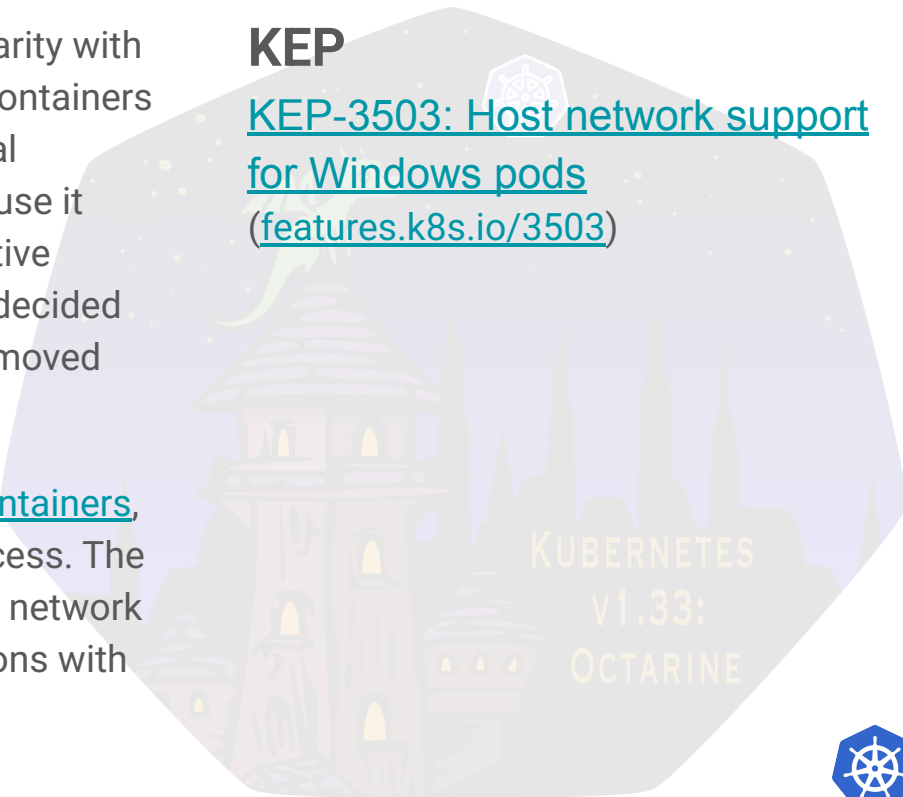 arity with
ontainers
al
use it
tive
decided
moved
ntainers,
cess. The
network
ons with
KEP
KEP-3503: Host network support
for Windows pods
(features.k8s.io/3503)
KUBERNETES
v1.33:
OCTARINE